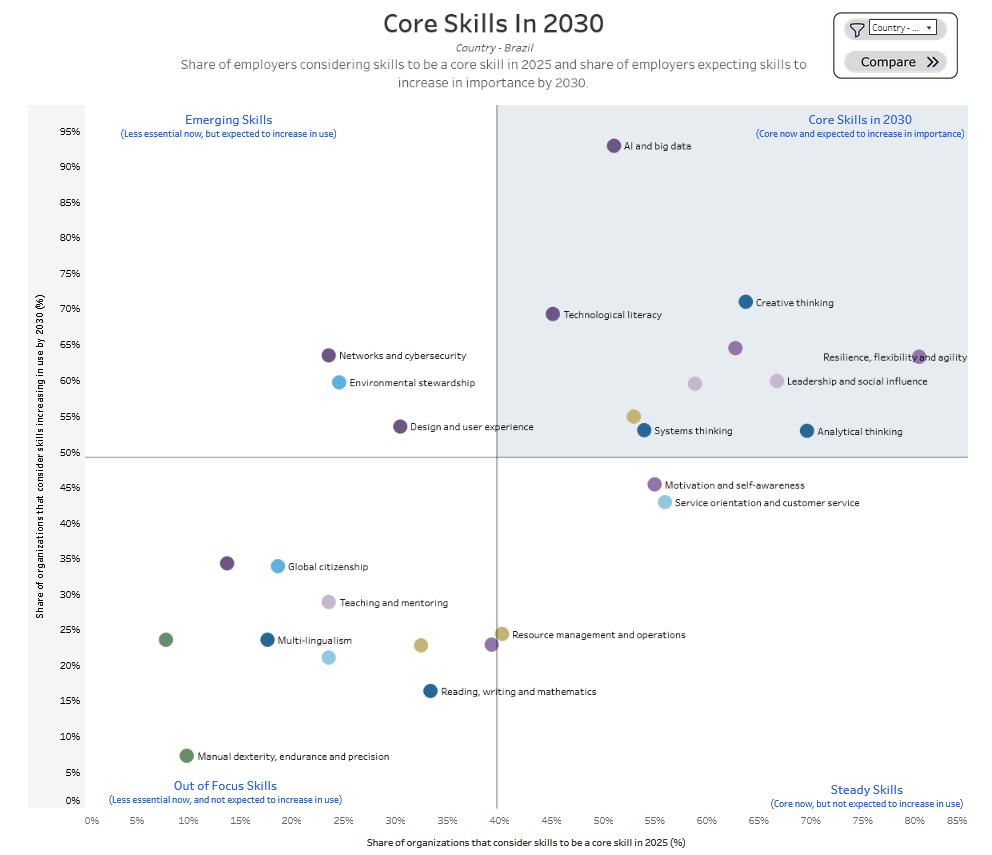 Core Skills In 2030
Country - Brazil
Share of employers considering skills to be a core skill in 2025 and share of employers expecting skills to
increase in importance by 2030.
Country - ...
Compare
Emerging Skills
(Less essential now, but expected to increase in use)
Core Skills in 2030
(Core now and expected to increase in importance)
Share of organizations that consider skills increasing in use by 2030 (%)
95%
90%
85%
80%
75%
70%
65%
60%
55%
50%
45%
40%
35%
30%
25%
20%
15%
10%
5%
0%
AI and big data
Creative thinking
Technological literacy
Networks and cybersecurity
Resilience, flexibility and agility
Environmental stewardship
Leadership and social influence
Design and user experience
Systems thinking
Analytical thinking
Motivation and self-awareness
Service orientation and customer service
Global citizenship
Teaching and mentoring
Resource management and operations
Multi-lingualism
Reading, writing and mathematics
Manual dexterity, endurance and precision
Out of Focus Skills
(Less essential now, and not expected to increase in use)
Steady Skills
(Core now, but not expected to increase in use)
0%
5%
10%
15%
20%
25%
30%
35%
40%
45%
50%
55%
60%
65%
70%
75%
80%
85%
Share of organizations that consider skills to be a core skill in 2025 (%)